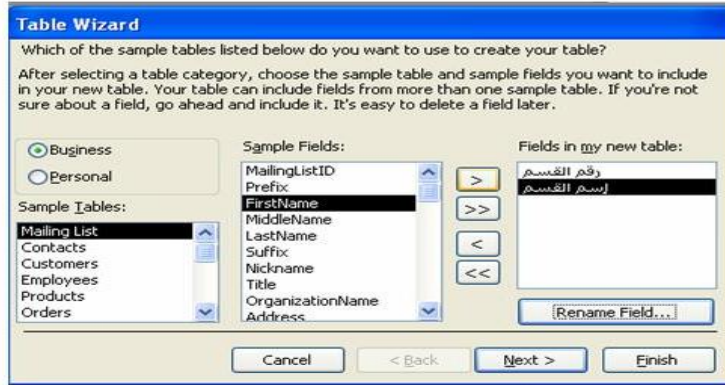 Table Wizard
Which of the sample tables listed below do you want to use to create your table?
After selecting a table category, choose the sample table and sample fields you want to include
in your new table. Your table can include fields from more than one sample table. If you're not
sure about a field, go ahead and include it. It's easy to delete a field later.
Business
Personal
Sample Tables:
Mailing List
Contacts
Customers
Employees
Products
Orders
Sample Fields:
MailingListID
Prefix
FirstName
MiddleName
LastName
Suffix
Nickname
Title
OrganizationName
Address
>
>>
<
<<
Fields in my new table:
رقم القسم
إسم القسم
Rename Field...
Cancel
< Back
Next >
Finish